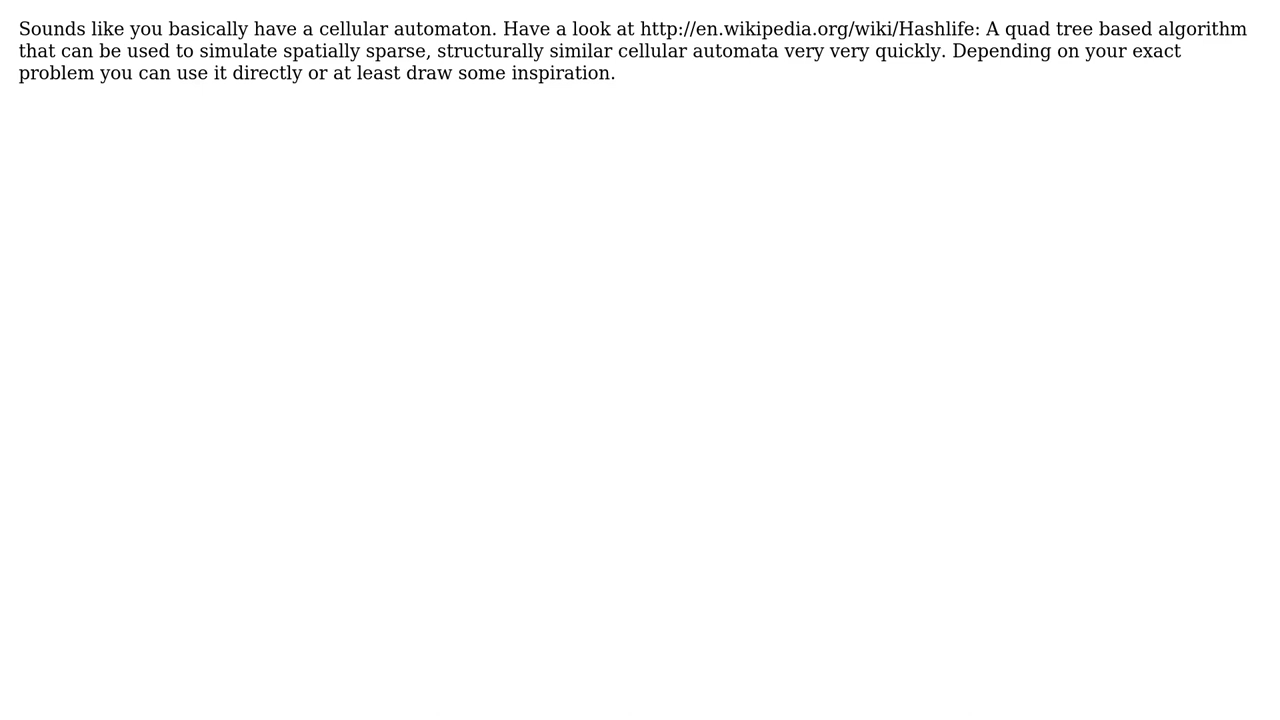 Sounds like you basically have a cellular automaton. Have a look at http://en.wikipedia.org/wiki/Hashlife: A quad tree based algorithm
that can be used to simulate spatially sparse, structurally similar cellular automata very very quickly. Depending on your exact
problem you can use it directly or at least draw some inspiration.